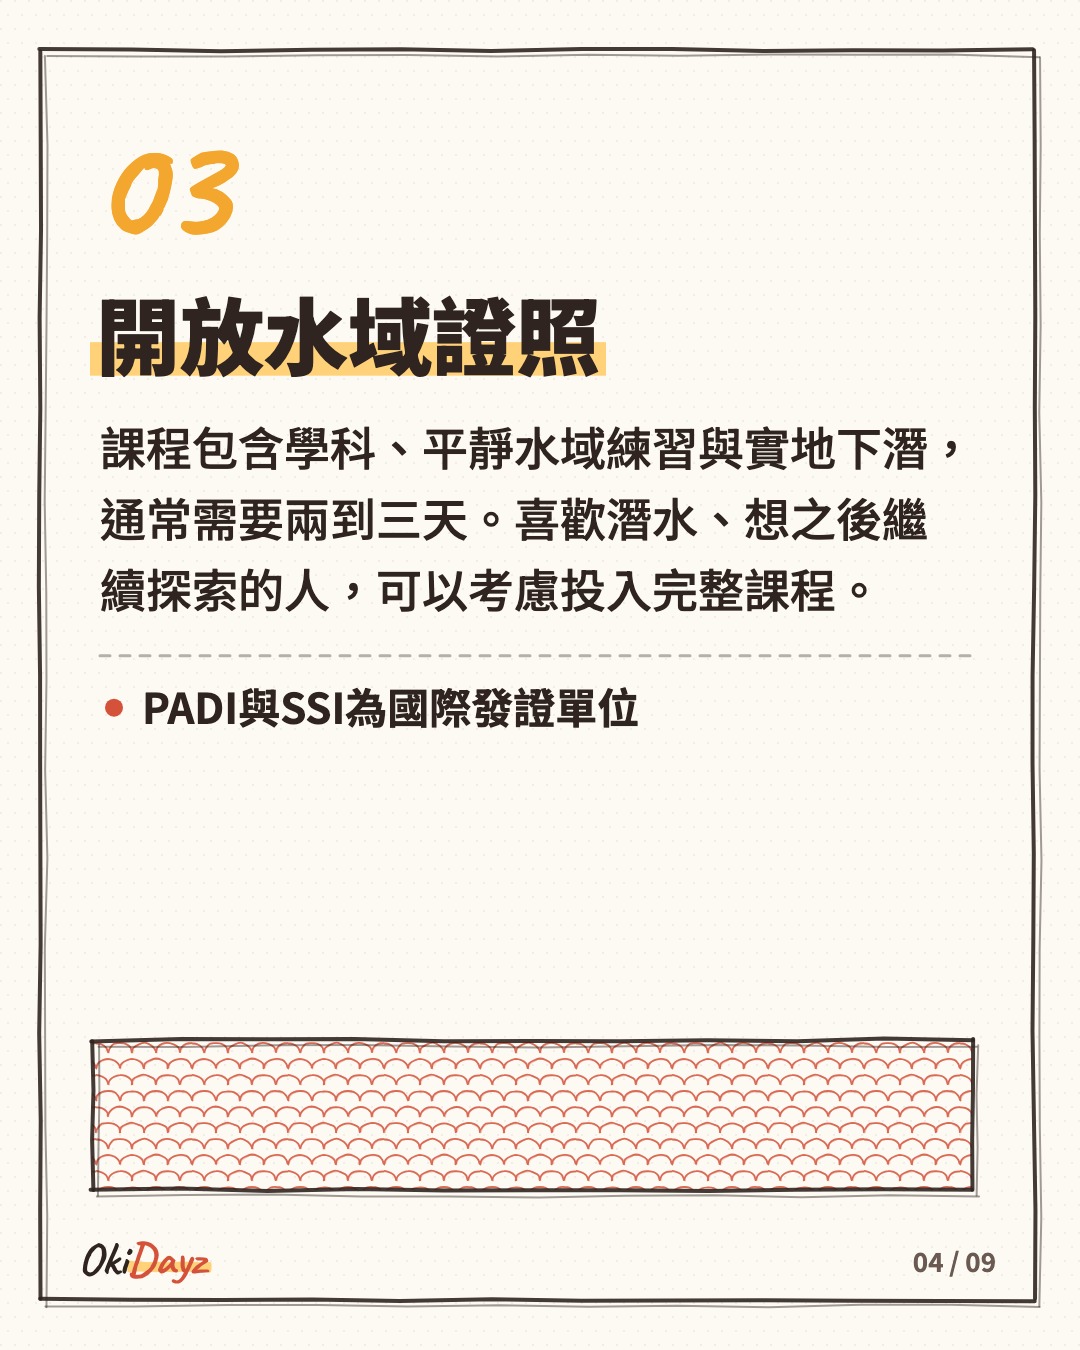 03
開放水域證照
課程包含學科、平靜水域練習與實地下潛，
通常需要兩到三天。喜歡潛水、想之後繼
續探索的人，可以考慮投入完整課程。
PADI與SSI為國際發證單位
OkiDayz
04 / 09